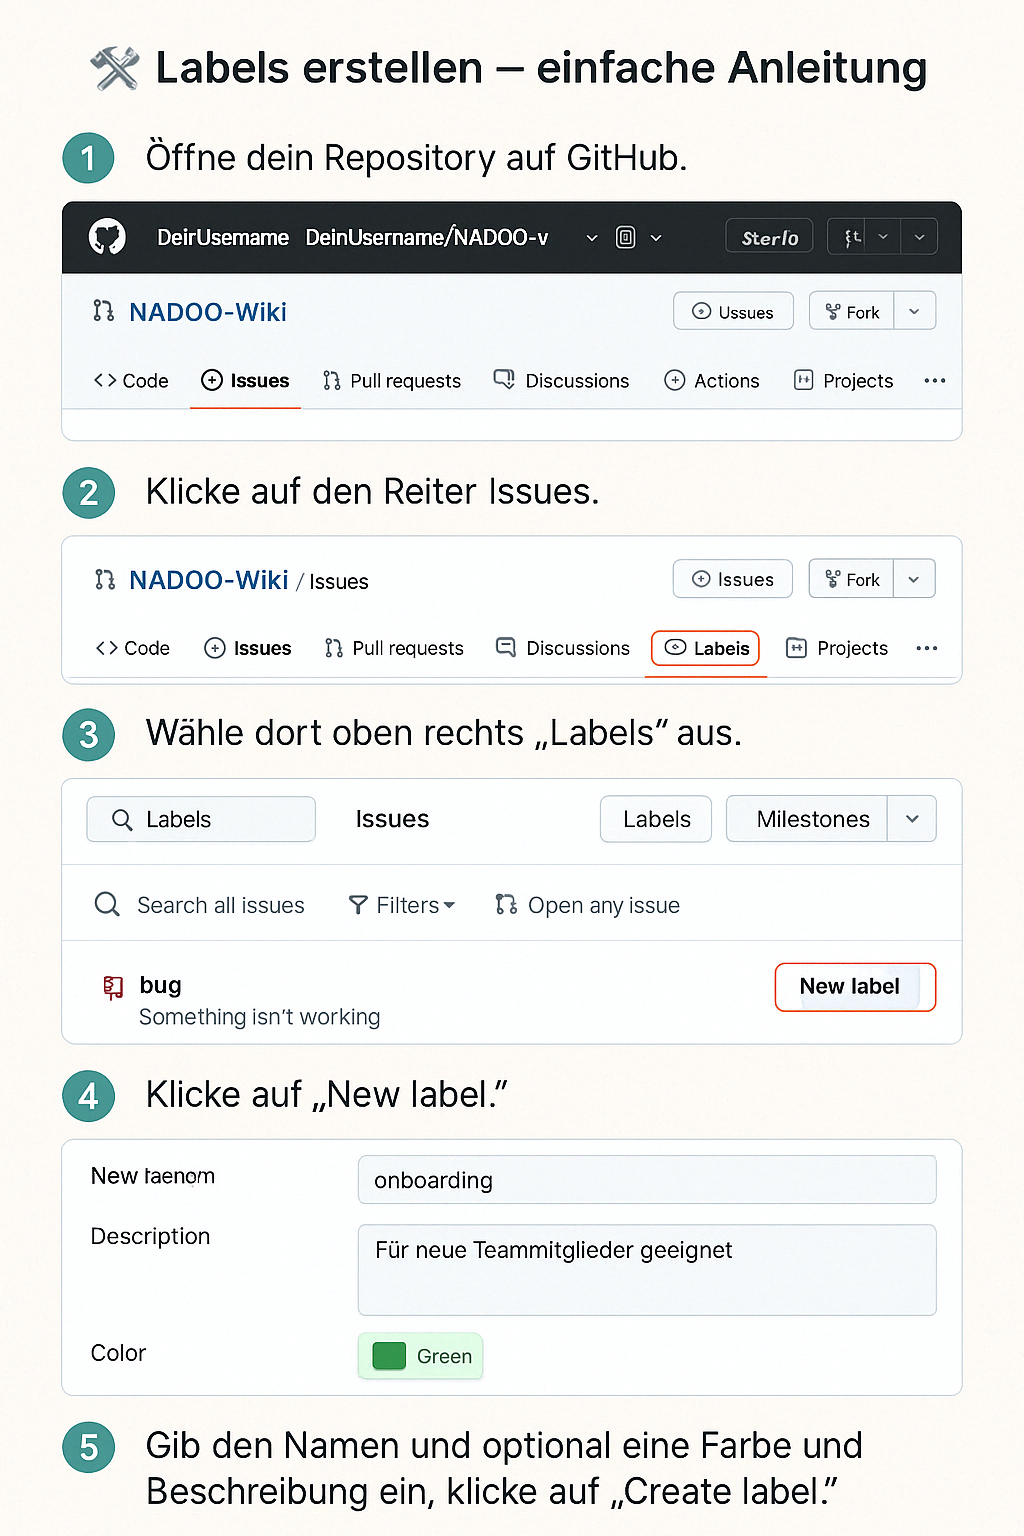 Labels erstellen – einfache Anleitung
1 Öffne dein Repository auf GitHub.
DeirUsemame DeinUsername/NADOO-v
NADOO-Wiki Ussues Fork
Code Issues Pull requests Discussions Actions Projects ...
2 Klicke auf den Reiter Issues.
NADOO-Wiki / Issues Issues Fork
Code Issues Pull requests Discussions Labeis Projects ...
3 Wähle dort oben rechts „Labels” aus.
Labels Issues Labels Milestones
Search all issues Filters Open any issue
bug New label
Something isn't working
4 Klicke auf „New label.”
New onboarding
Description Für neue Teammitglieder geeignet
Color Green
5 Gib den Namen und optional eine Farbe und
Beschreibung ein, klicke auf „Create label.”